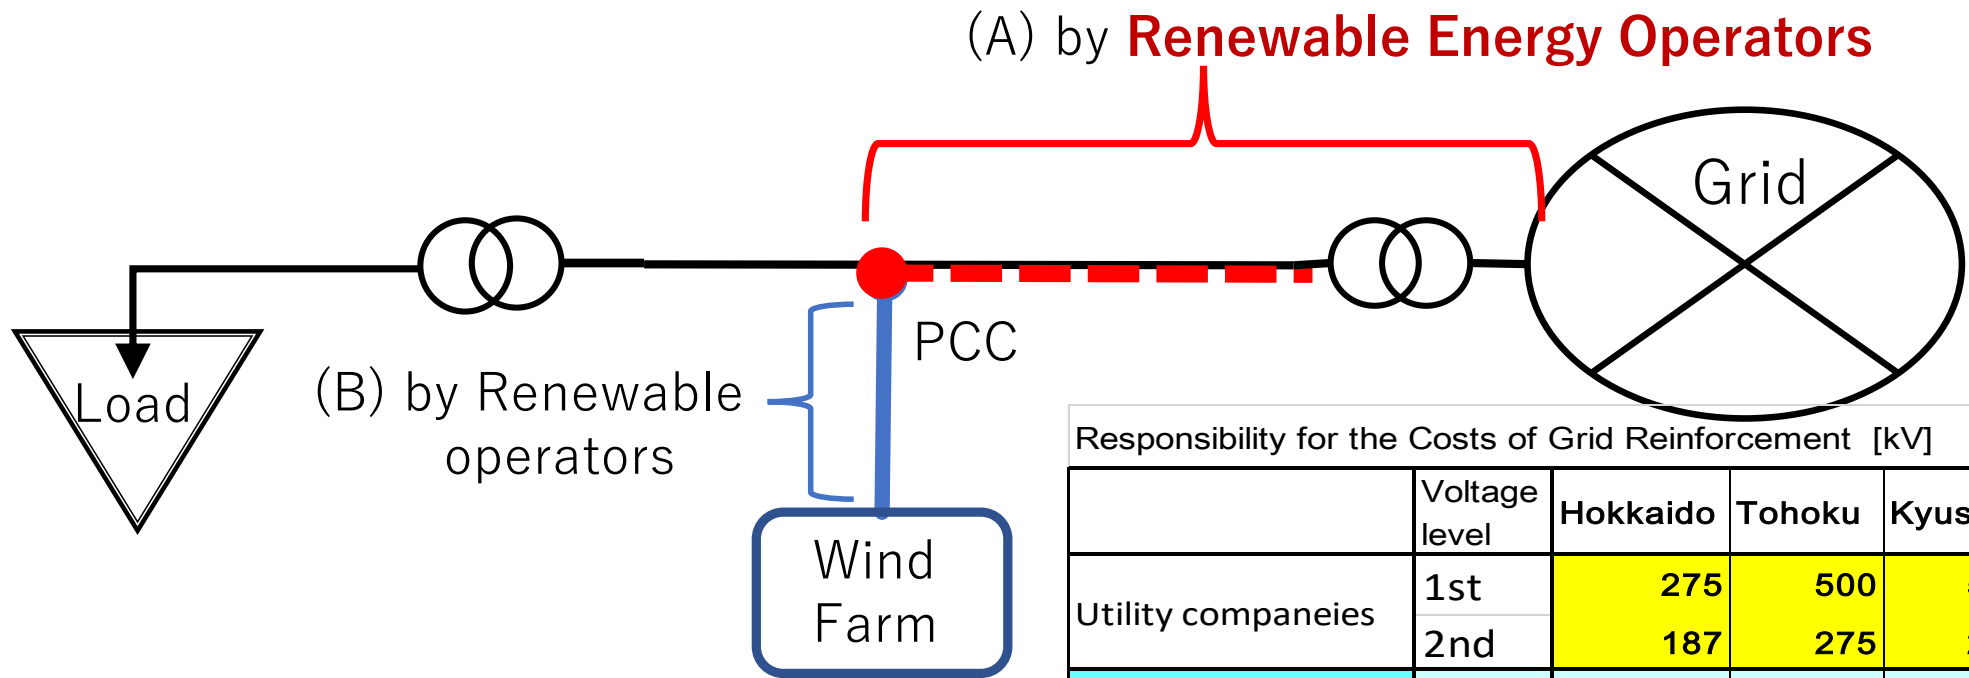 (A) by Renewable Energy Operators
Grid
PCC
Load
(B) by Renewable
operators
Wind
Farm
Responsibility for the Costs of Grid Reinforcement [kV]
Voltage
level
Hokkaido Tohoku
Utility companeies
1st 275 500
2nd 187 275